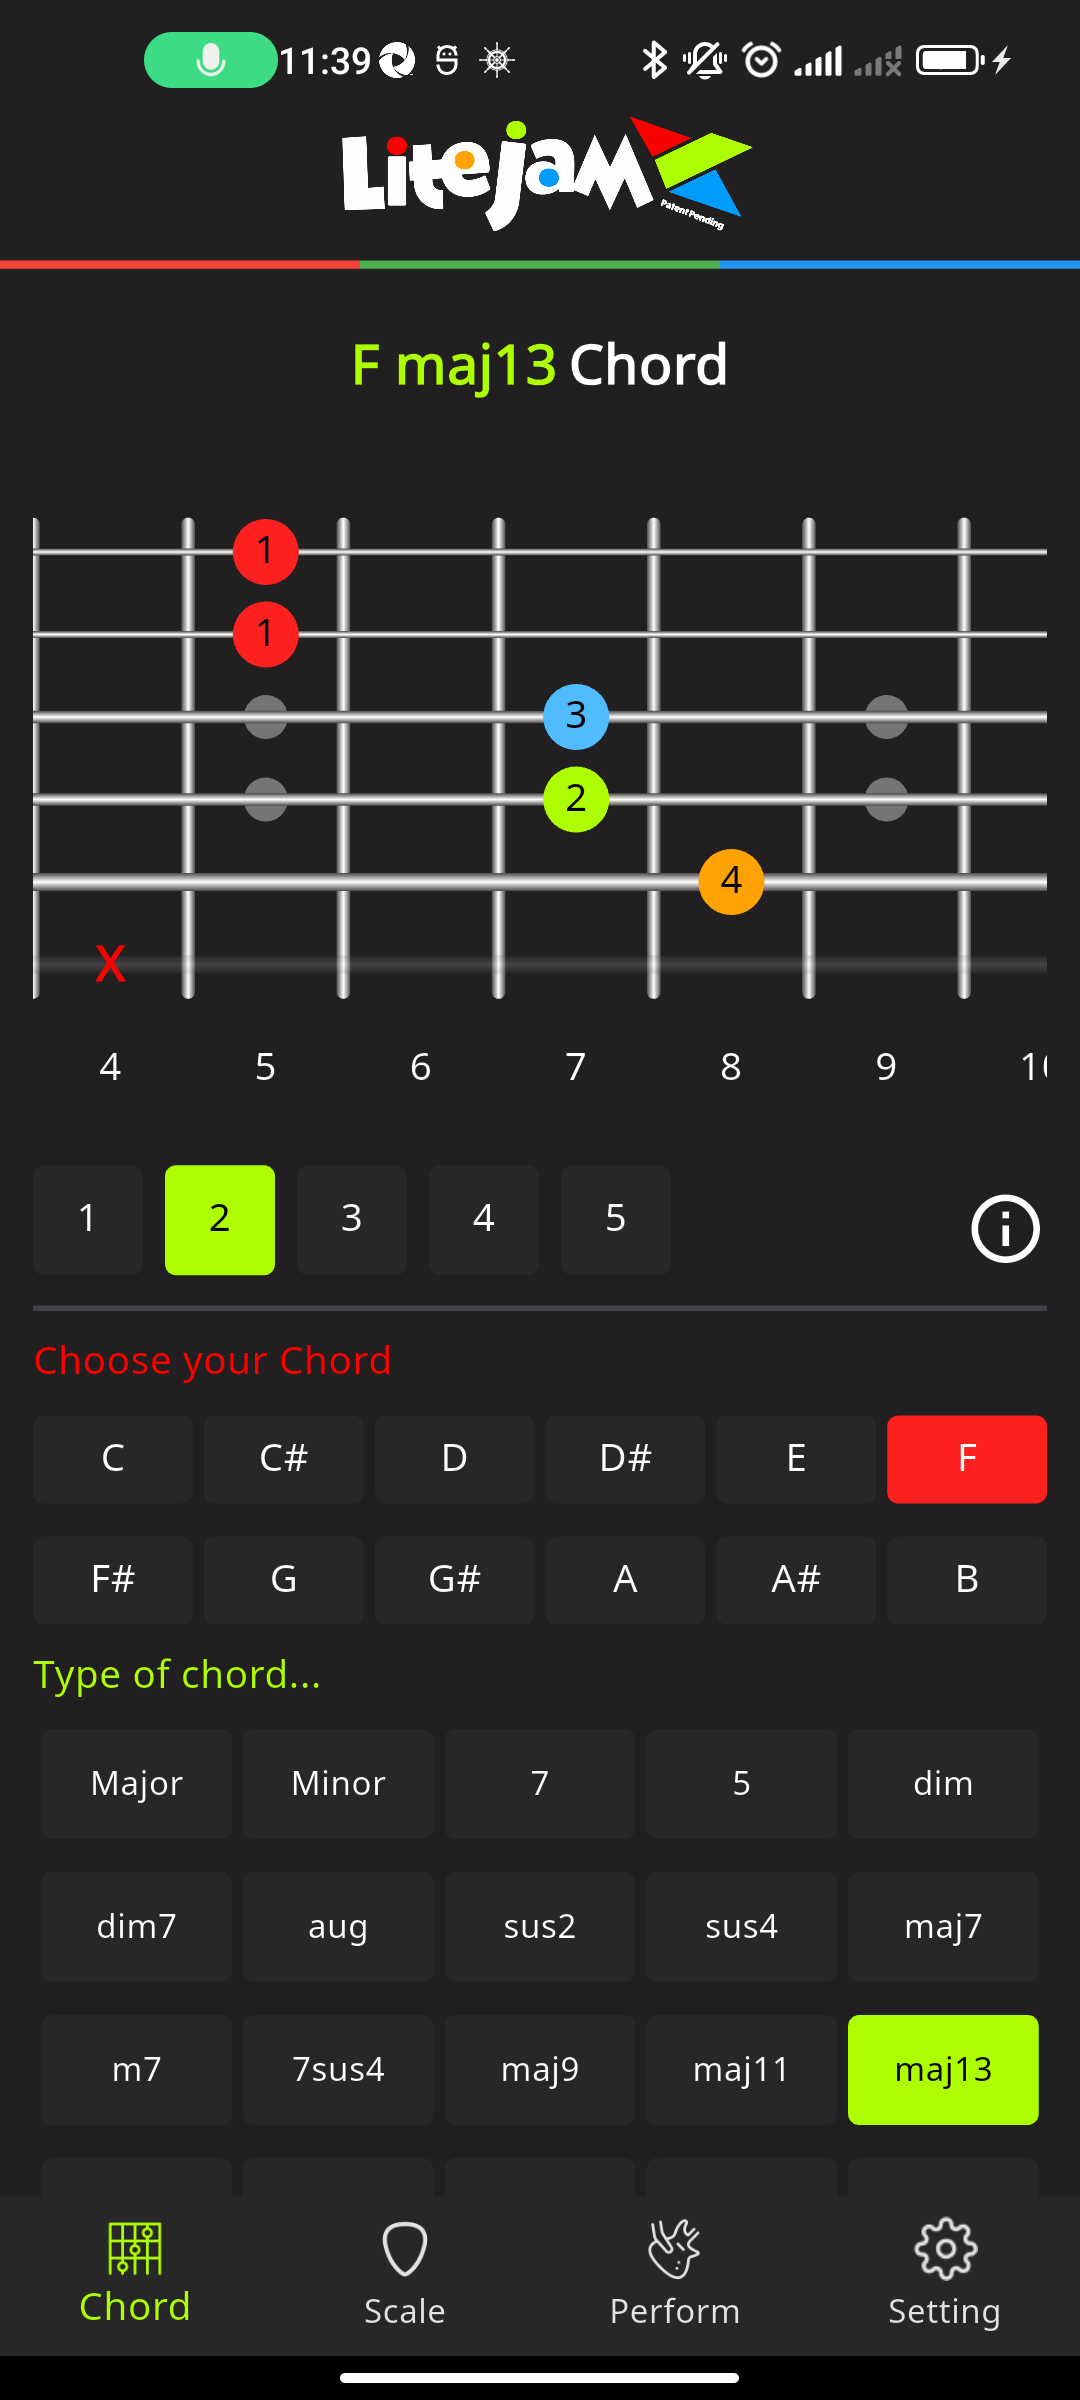 11:39
LiteJam
Patent Pending
F maj13 Chord
1
1
3
2
4
X
4 5 6 7 8 9 10
1 2 3 4 5
Choose your Chord
C C# D D# E F
F# G G# A A# B
Type of chord...
Major Minor 7 5 dim
dim7 aug sus2 sus4 maj7
m7 7sus4 maj9 maj11 maj13
Chord Scale Perform Setting